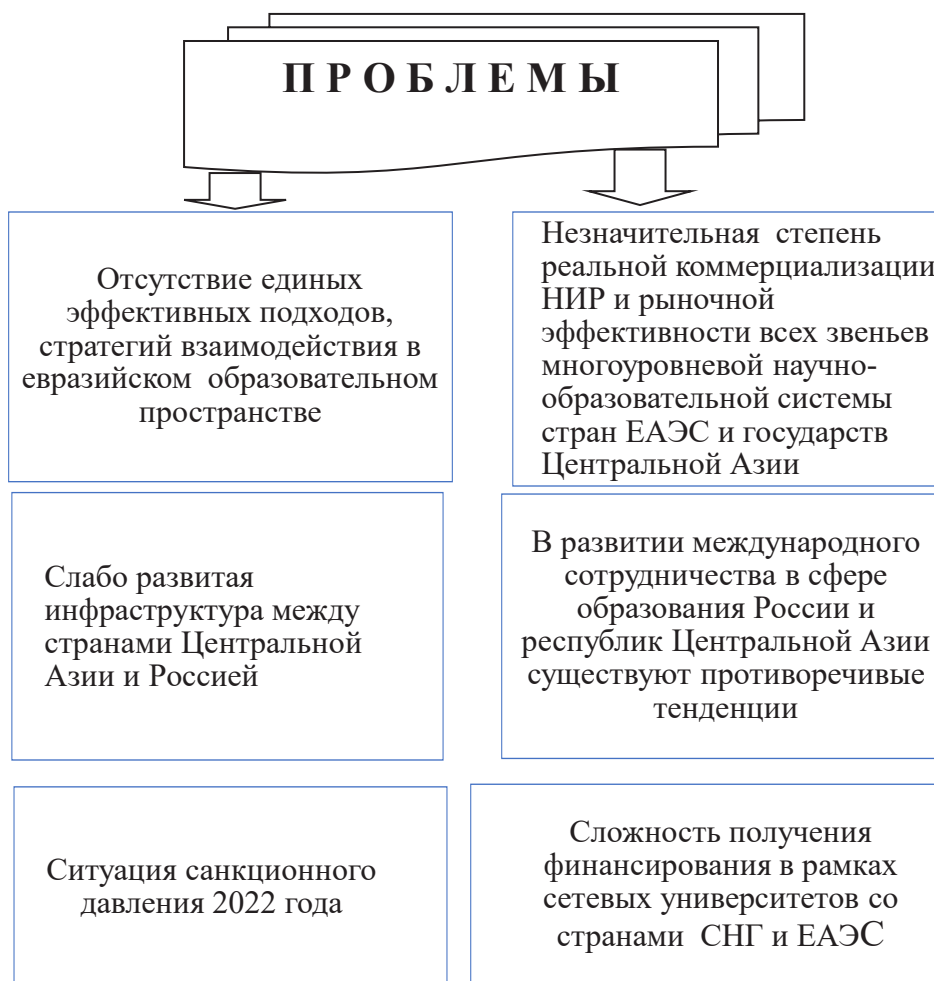 ПРОБЛЕМЫ
Отсутствие единых
эффективных подходов,
стратегий взаимодействия в
евразийском образовательном
пространстве
Незначительная степень
реальной коммерциализации
НИР и рыночной
эффективности всех звеньев
многоуровневой научно-
образовательной системы
стран ЕАЭС и государств
Центральной Азии
Слабо развитая
инфраструктура между
странами Центральной
Азии и Россией
В развитии международного
сотрудничества в сфере
образования России и
республик Центральной Азии
существуют противоречивые
тенденции
Ситуация санкционного
давления 2022 года
Сложность получения
финансирования в рамках
сетевых университетов со
странами СНГ и ЕАЭС